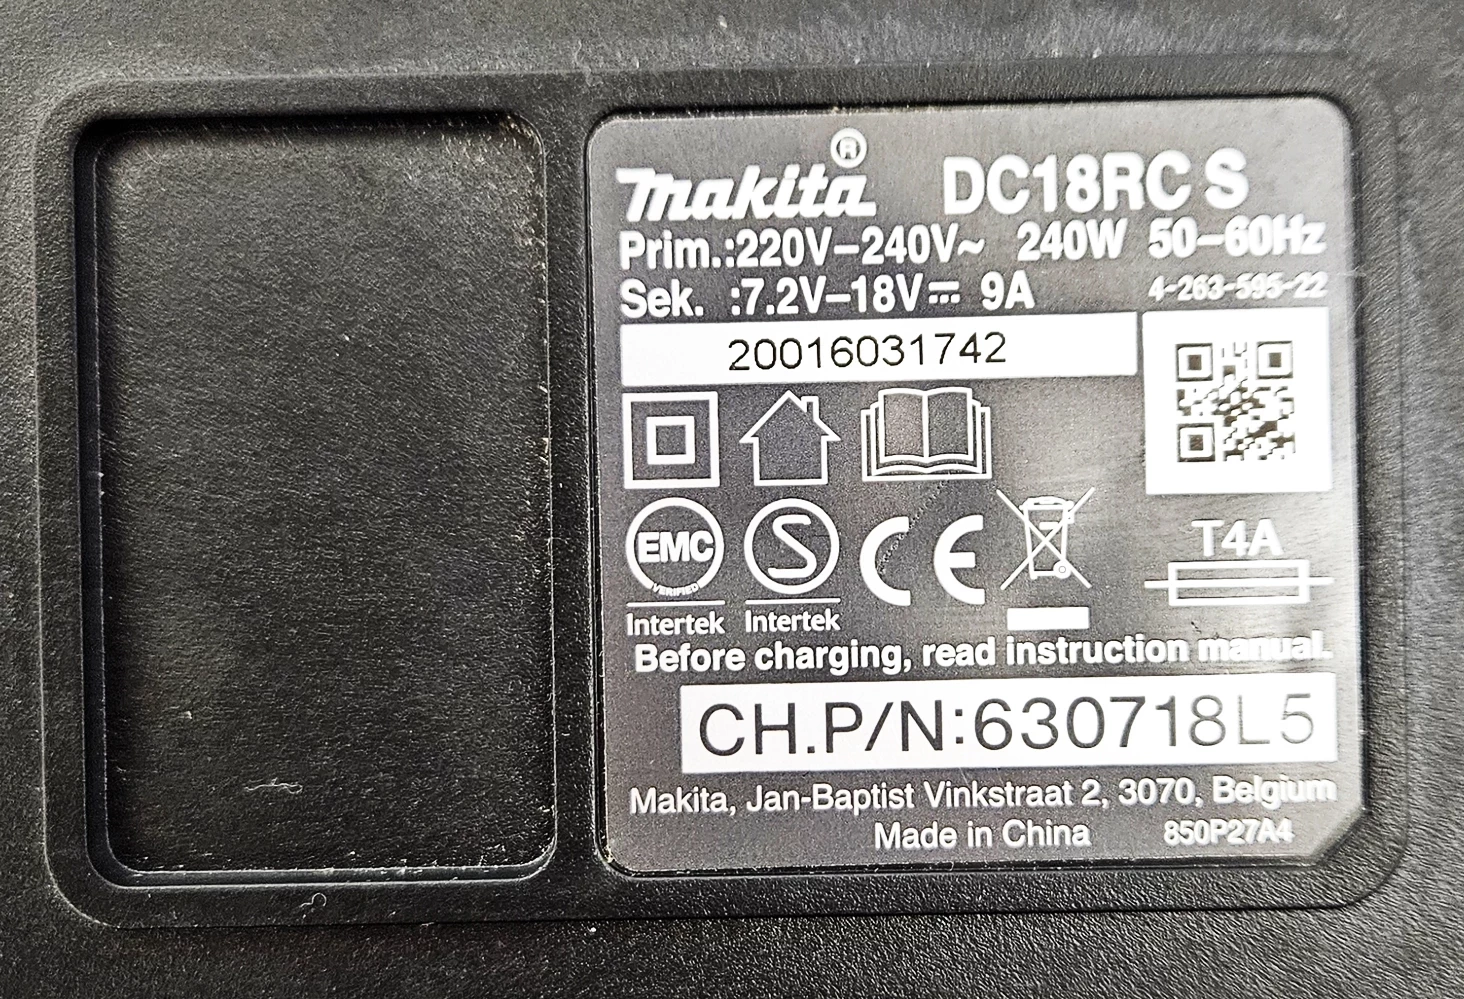 makita® DC18RC S
Prim.:220V–240V~ 240W 50–60Hz
Sek. :7.2V–18V⎓ 9A 4-263-595-22
20016031742
EMC
VERIFIED
S
CE
T4A
Intertek Intertek
Before charging, read instruction manual.
CH.P/N:630718L5
Makita, Jan-Baptist Vinkstraat 2, 3070, Belgium
Made in China 850P27A4